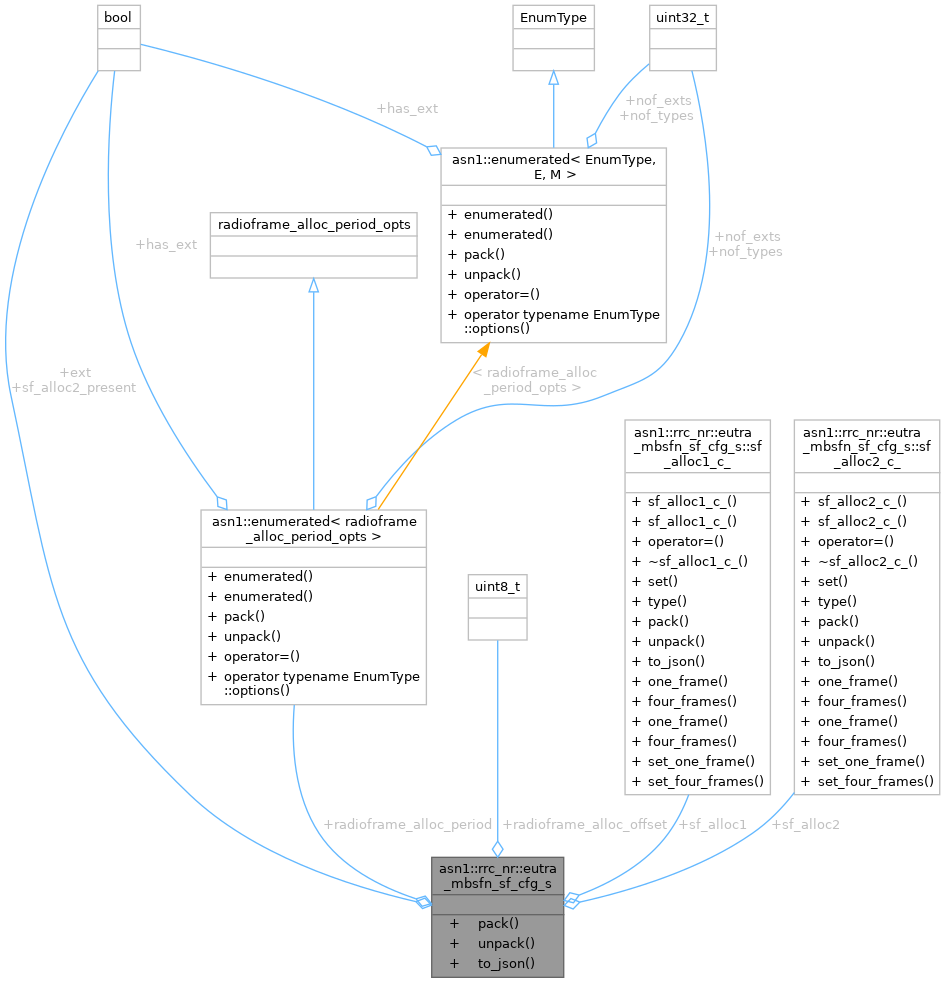 bool
EnumType
uint32_t
+has_ext
+nof_exts
+nof_types
asn1::enumerated< EnumType,
E, M >
+ enumerated()
+ enumerated()
+ pack()
+ unpack()
+ operator=()
+ operator typename EnumType
::options()
radioframe_alloc_period_opts
+has_ext
+nof_exts
+nof_types
+ext
+sf_alloc2_present
< radioframe_alloc
_period_opts >
asn1::enumerated< radioframe
_alloc_period_opts >
+ enumerated()
+ enumerated()
+ pack()
+ unpack()
+ operator=()
+ operator typename EnumType
::options()
uint8_t
asn1::rrc_nr::eutra
_mbsfn_sf_cfg_s::sf
_alloc1_c_
+ sf_alloc1_c_()
+ sf_alloc1_c_()
+ operator=()
+ ~sf_alloc1_c_()
+ set()
+ type()
+ pack()
+ unpack()
+ to_json()
+ one_frame()
+ four_frames()
+ one_frame()
+ four_frames()
+ set_one_frame()
+ set_four_frames()
asn1::rrc_nr::eutra
_mbsfn_sf_cfg_s::sf
_alloc2_c_
+ sf_alloc2_c_()
+ sf_alloc2_c_()
+ operator=()
+ ~sf_alloc2_c_()
+ set()
+ type()
+ pack()
+ unpack()
+ to_json()
+ one_frame()
+ four_frames()
+ one_frame()
+ four_frames()
+ set_one_frame()
+ set_four_frames()
+radioframe_alloc_period
+radioframe_alloc_offset
+sf_alloc1
+sf_alloc2
asn1::rrc_nr::eutra
_mbsfn_sf_cfg_s
+ pack()
+ unpack()
+ to_json()